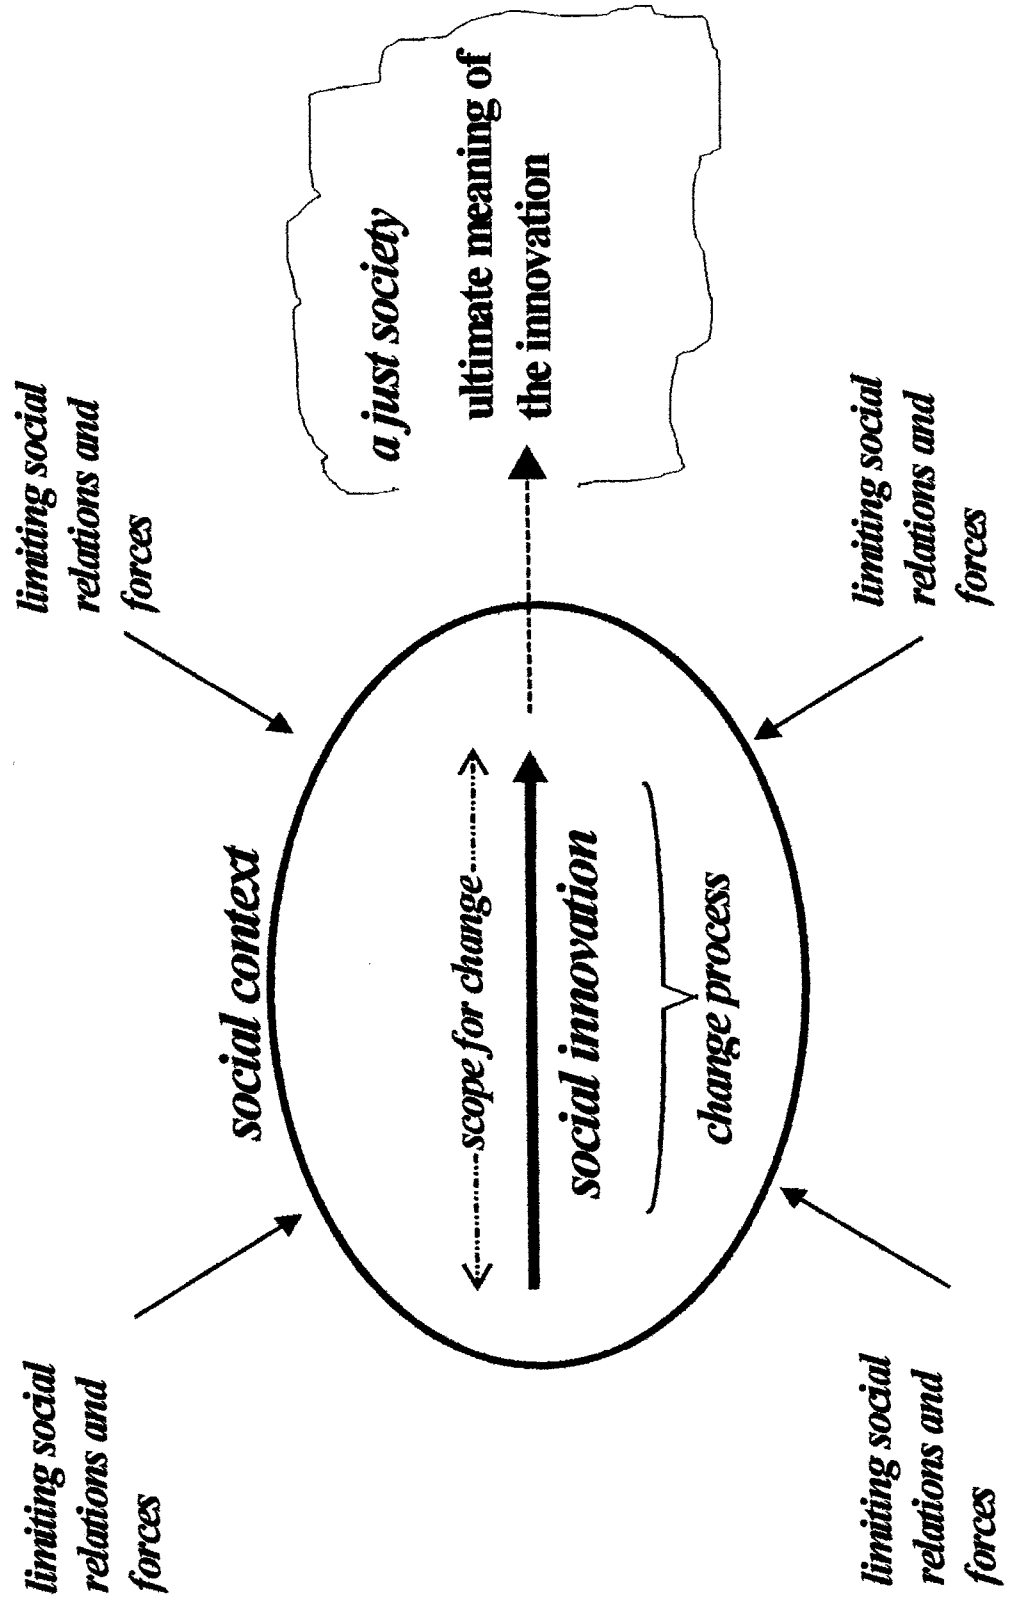 limiting social
relations and
forces
limiting social
relations and
forces
social context
a just society
scope for change
ultimate meaning of
the innovation
social innovation
change process
limiting social
relations and
forces
limiting social
relations and
forces